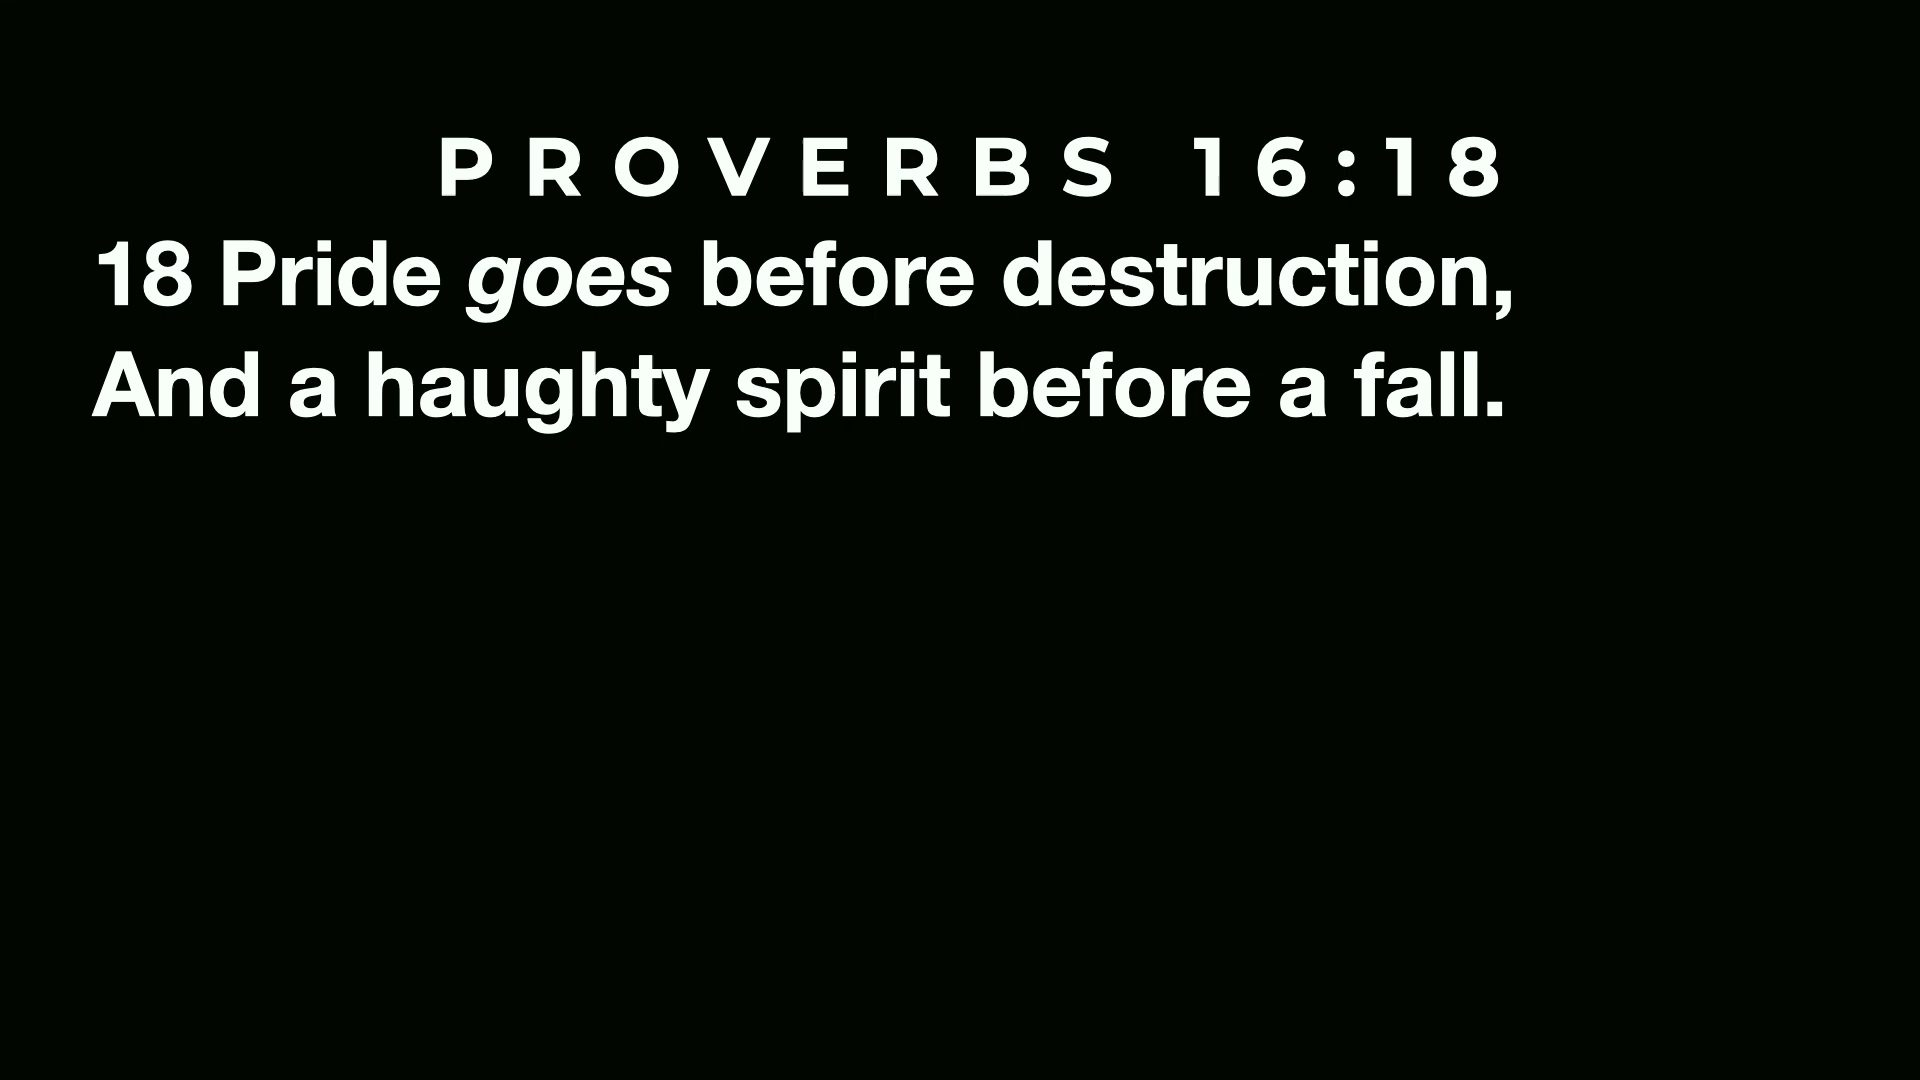 PROVERBS 16:18
18 Pride goes before destruction,
And a haughty spirit before a fall.